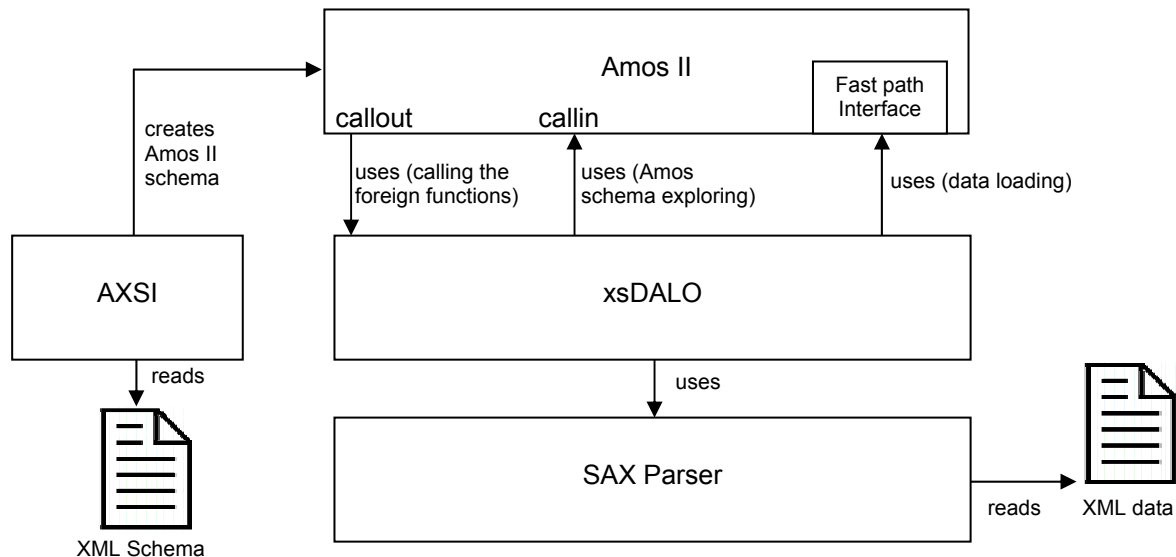 Amos II
Fast path
Interface
callout
callin
creates
Amos II
schema
uses (calling the
foreign functions)
uses (Amos
schema exploring)
uses (data loading)
AXSI
xsDALO
reads
uses
SAX Parser
reads
XML data
XML Schema